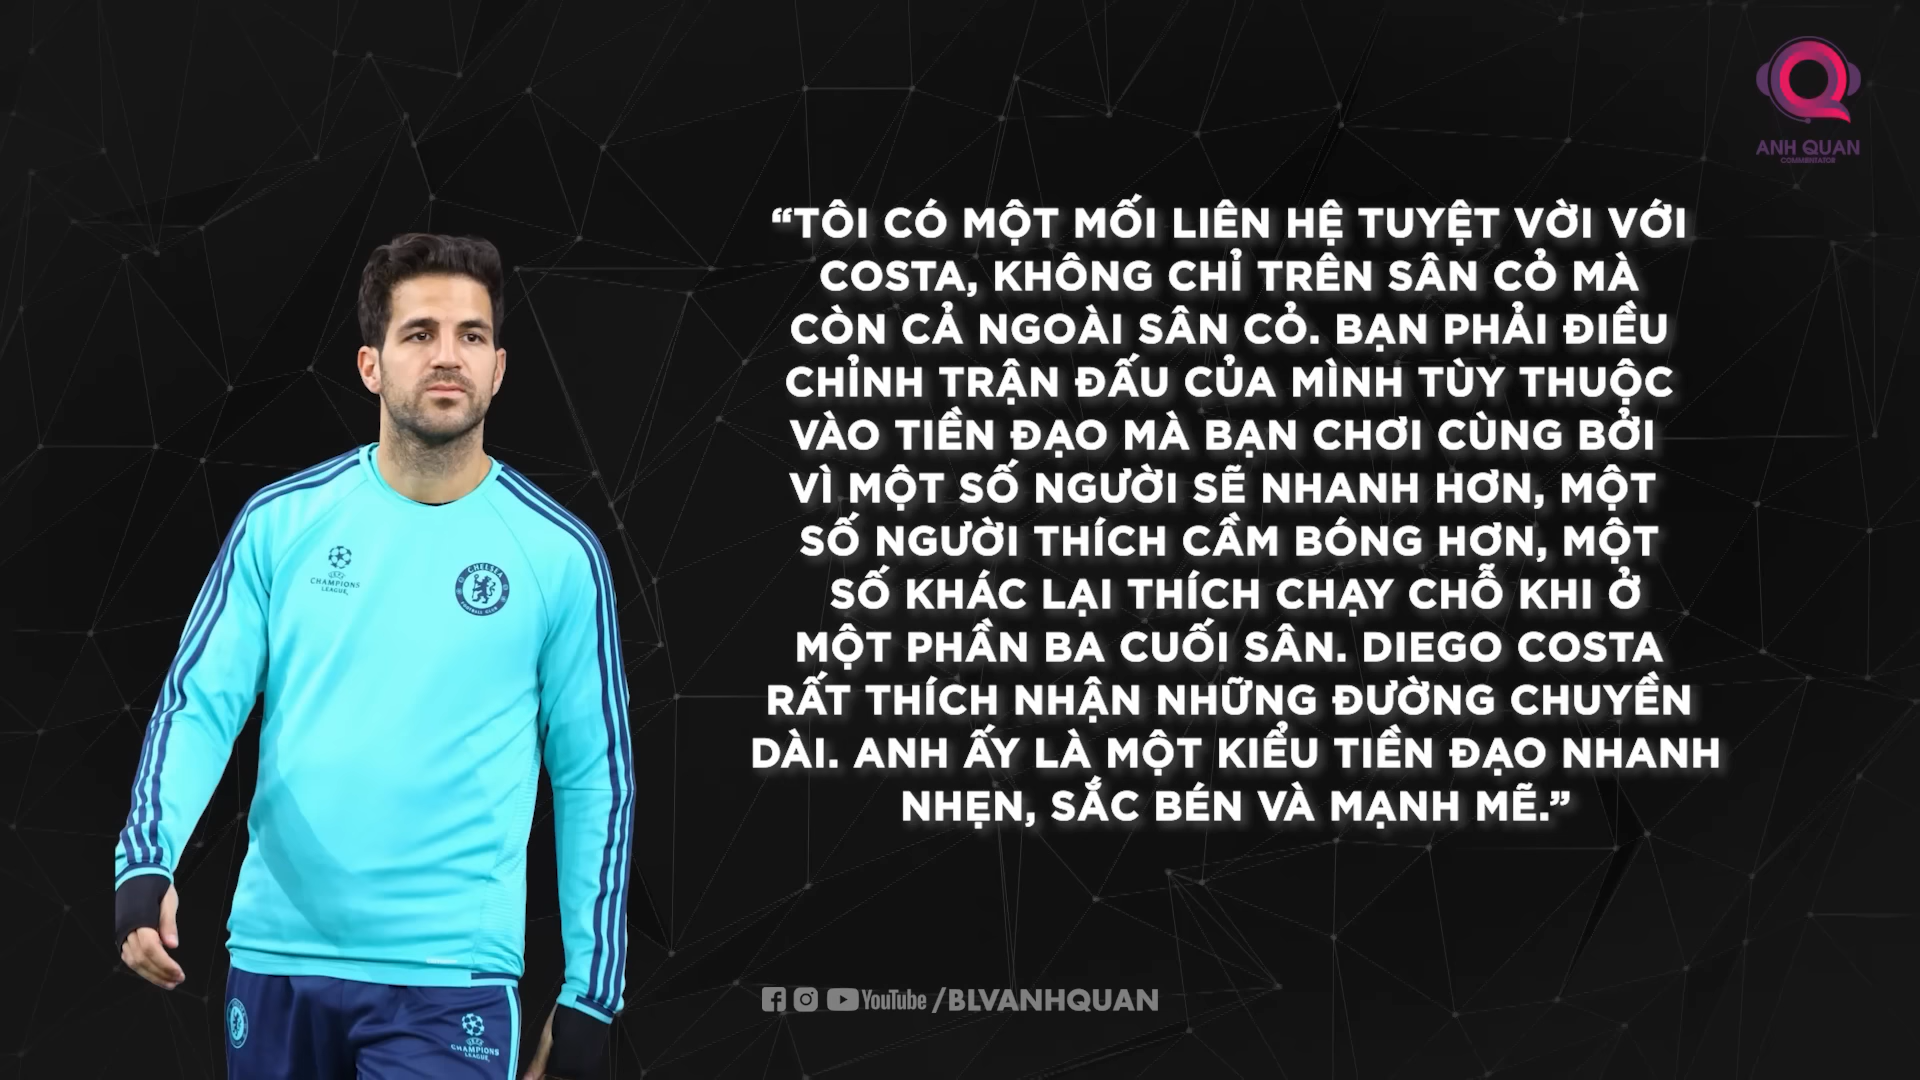 ANH QUAN
COMMENTATOR
“TÔI CÓ MỘT MỐI LIÊN HỆ TUYỆT VỜI VỚI
COSTA, KHÔNG CHỈ TRÊN SÂN CỎ MÀ
CÒN CẢ NGOÀI SÂN CỎ. BẠN PHẢI ĐIỀU
CHỈNH TRẬN ĐẤU CỦA MÌNH TÙY THUỘC
VÀO TIỀN ĐẠO MÀ BẠN CHƠI CÙNG BỞI
VÌ MỘT SỐ NGƯỜI SẼ NHANH HƠN, MỘT
SỐ NGƯỜI THÍCH CẦM BÓNG HƠN, MỘT
SỐ KHÁC LẠI THÍCH CHẠY CHỖ KHI Ở
MỘT PHẦN BA CUỐI SÂN. DIEGO COSTA
RẤT THÍCH NHẬN NHỮNG ĐƯỜNG CHUYỀN
DÀI. ANH ẤY LÀ MỘT KIỂU TIỀN ĐẠO NHANH
NHẸN, SẮC BÉN VÀ MẠNH MẼ.”
CHAMPIONS
LEAGUE
CHELSEA
FOOTBALL CLUB
CHAMPIONS
LEAGUE
YouTube /BLVANHQUAN